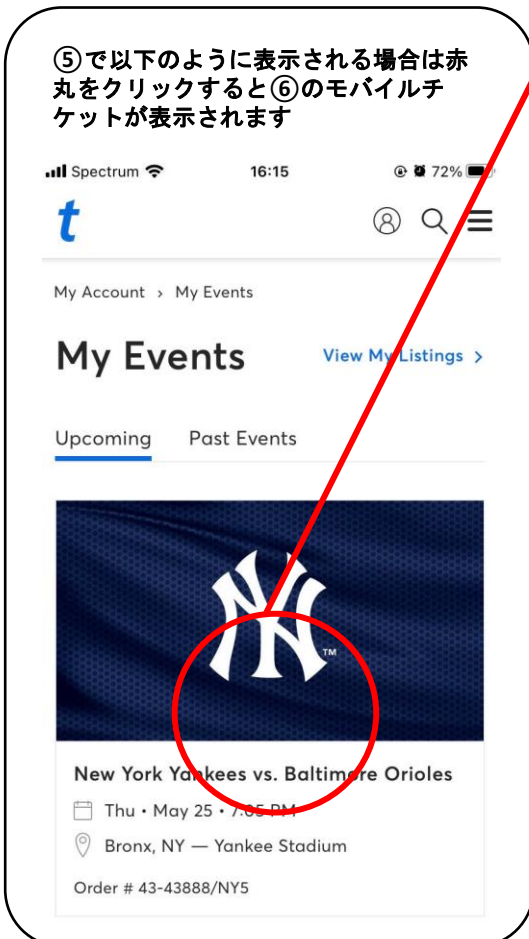 ⑤で以下のように表示される場合は赤
丸をクリックすると⑥のモバイルチ
ケットが表示されます
Spectrum 16:15 72%
t
My Account > My Events
My Events View My Listings >
Upcoming Past Events
NY
TM
New York Yankees vs. Baltimore Orioles
Thu • May 25 • 7:05 PM
Bronx, NY — Yankee Stadium
Order # 43-43888/NY5